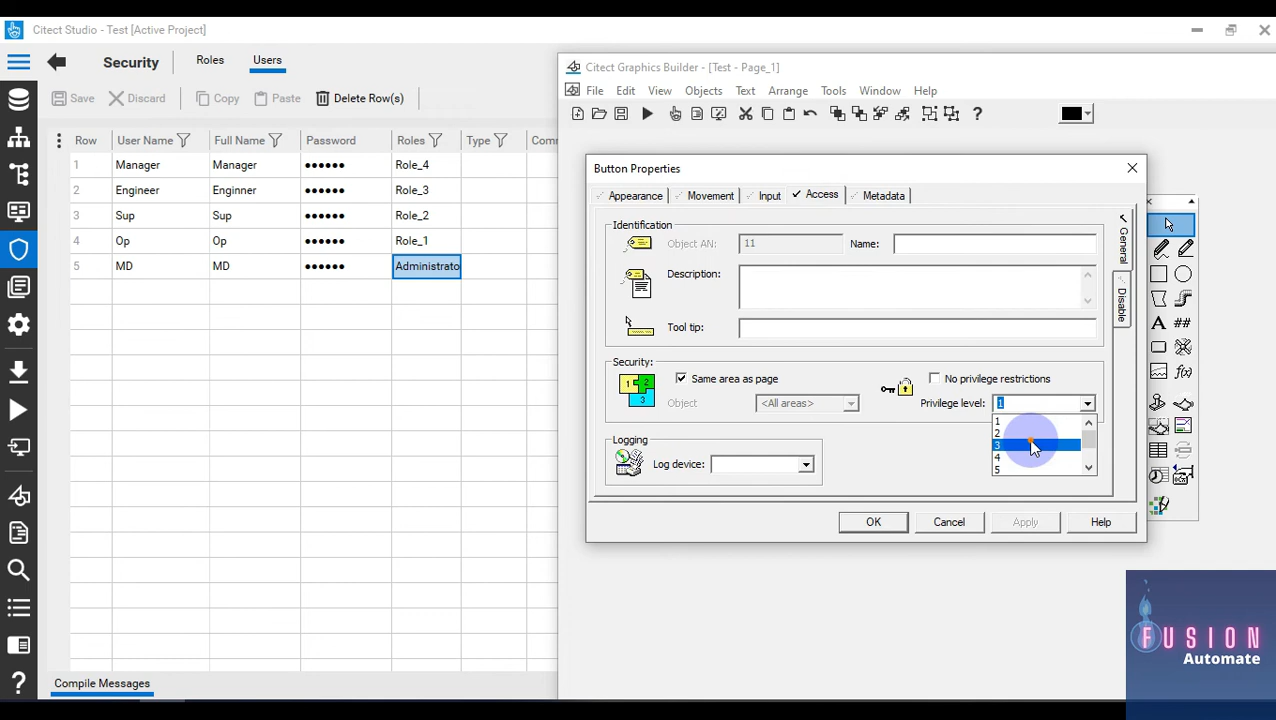 Citect Studio - Test [Active Project]
Security
Roles
Users
Save
Discard
Copy
Paste
Delete Row(s)
Row
User Name
Full Name
Password
Roles
Type
Comm
1
Manager
Manager
●●●●●●
Role_4
2
Engineer
Enginner
●●●●●●
Role_3
3
Sup
Sup
●●●●●●
Role_2
4
Op
Op
●●●●●●
Role_1
5
MD
MD
●●●●●●
Administrato
Compile Messages
Citect Graphics Builder - [Test - Page_1]
File
Edit
View
Objects
Text
Arrange
Tools
Window
Help
Button Properties
Appearance
Movement
Input
Access
Metadata
General
Disable
Identification
Object AN:
11
Name:
Description:
Tool tip:
Security:
1
2
3
Same area as page
Object
<All areas>
No privilege restrictions
Privilege level:
1
1
2
3
4
5
Logging
Log device:
OK
Cancel
Apply
Help
FUSION
Automate